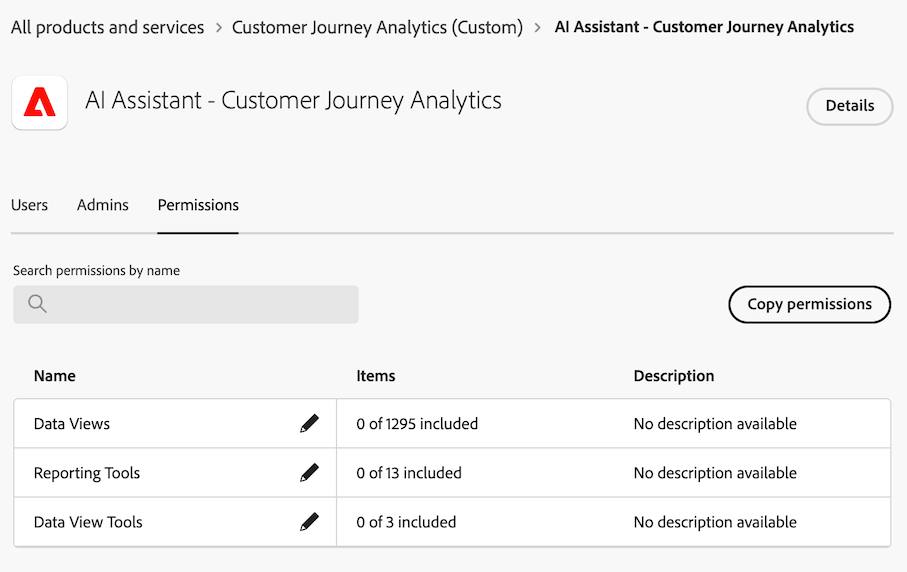 All products and services > Customer Journey Analytics (Custom) > AI Assistant - Customer Journey Analytics
AI Assistant - Customer Journey Analytics
Details
Users Admins Permissions
Search permissions by name
Copy permissions
Name Items Description
Data Views 0 of 1295 included No description available
Reporting Tools 0 of 13 included No description available
Data View Tools 0 of 3 included No description available